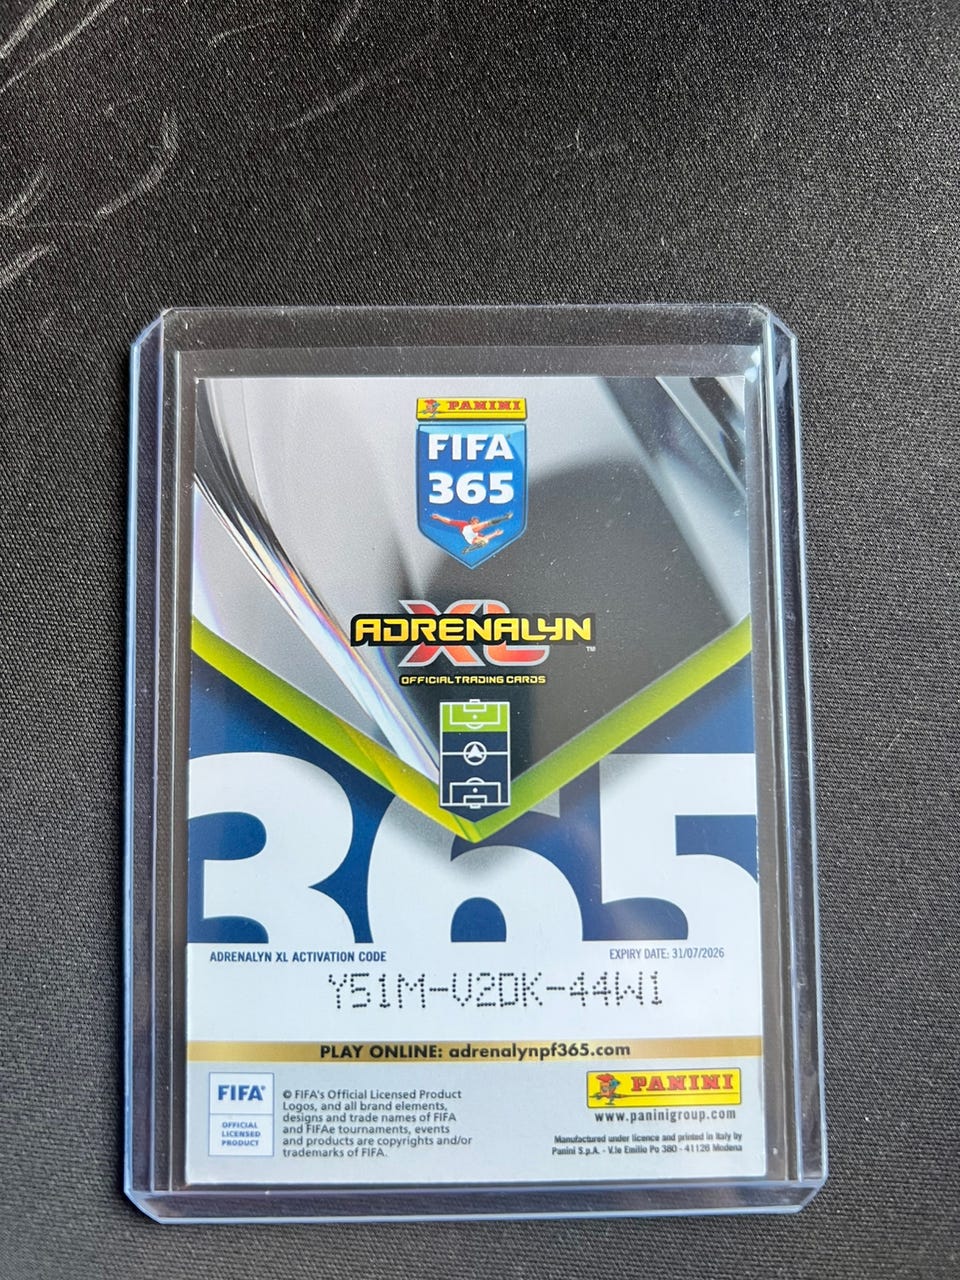 PANINI
FIFA
365
ADRENALYN
XL
™
OFFICIAL TRADING CARDS
365
ADRENALYN XL ACTIVATION CODE
EXPIRY DATE: 31/07/2026
Y51M-V2DK-44W1
PLAY ONLINE: adrenalynpf365.com
FIFA®
OFFICIAL
LICENSED
PRODUCT
© FIFA's Official Licensed Product
Logos, and all brand elements,
designs and trade names of FIFA
and FIFAe tournaments, events
and products are copyrights and/or
trademarks of FIFA.
PANINI
www.paninigroup.com
Manufactured under licence and printed in Italy by
Panini S.p.A. - V.le Emilio Po 380 - 41126 Modena